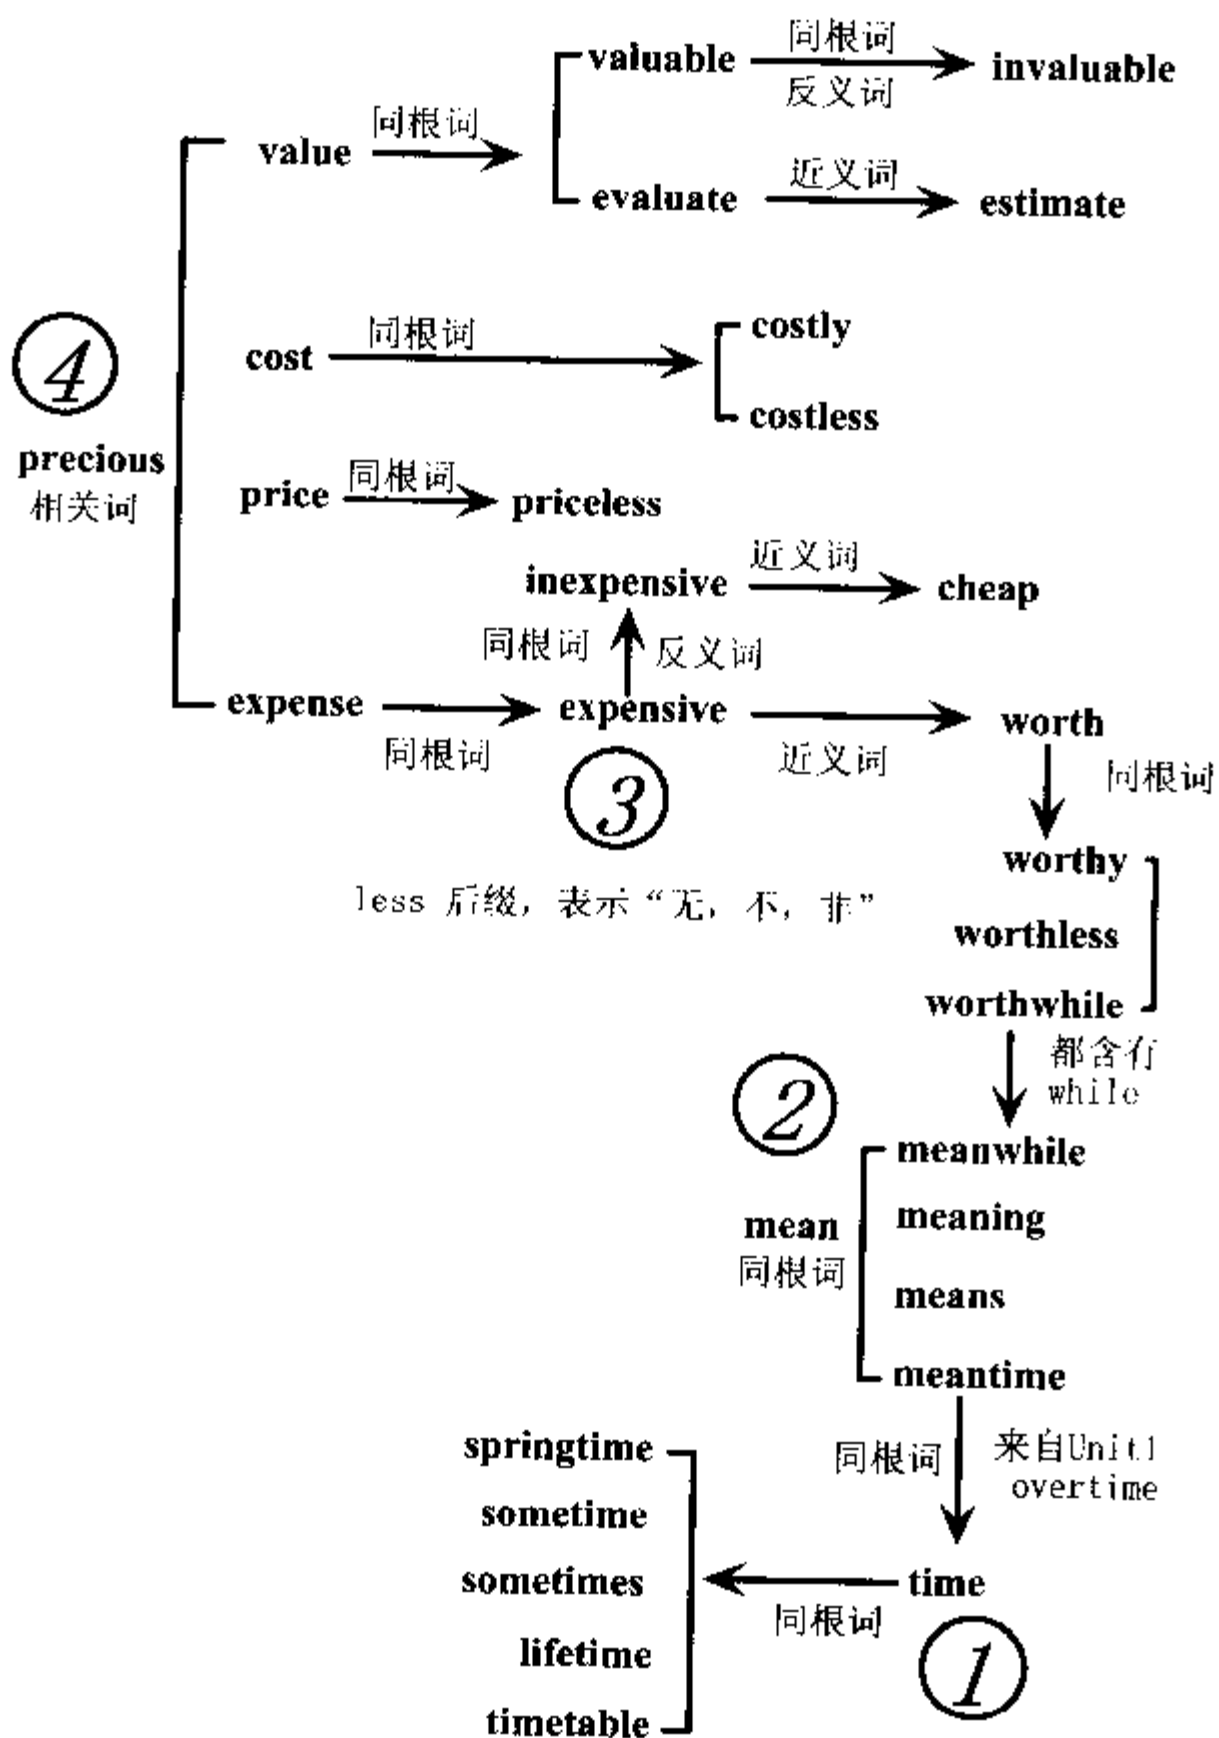 同根词
valuable
invaluable
反义词
同根词
value
近义词
evaluate
estimate
costly
同根词
cost
④
costless
precious
同根词
price
priceless
相关词
近义词
inexpensive
cheap
同根词
反义词
expense
expensive
worth
同根词
近义词
同根词
③
worthy
less 后缀, 表示“无, 不, 非”
worthless
worthwhile
都含有
while
②
meanwhile
mean
meaning
同根词
means
meantime
springtime
同根词
来自Unit1
overtime
sometime
sometimes
time
同根词
lifetime
①
timetable